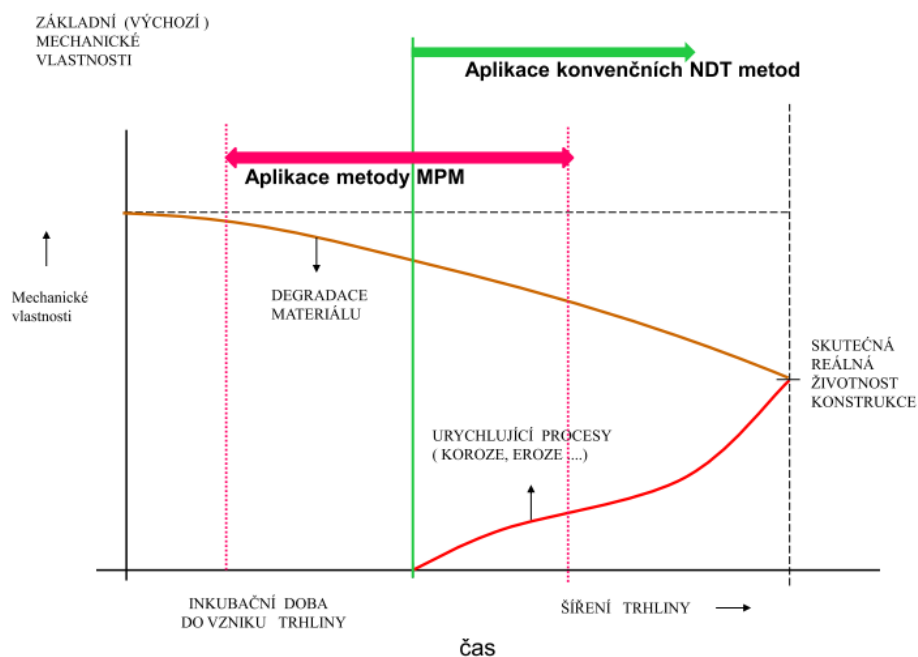 ZÁKLADNÍ (VÝCHOZÍ )
MECHANICKÉ
VLASTNOSTI
Aplikace konvenčních NDT metod
Aplikace metody MPM
Mechanické
vlastnosti
DEGRADACE
MATERIÁLU
SKUTEČNÁ
REÁLNÁ
ŽIVOTNOST
KONSTRUKCE
URYCHLUJÍCÍ PROCESY
( KOROZE, EROZE ....)
INKUBAČNÍ DOBA
DO VZNIKU TRHLINY
ŠÍŘENÍ TRHLINY
čas